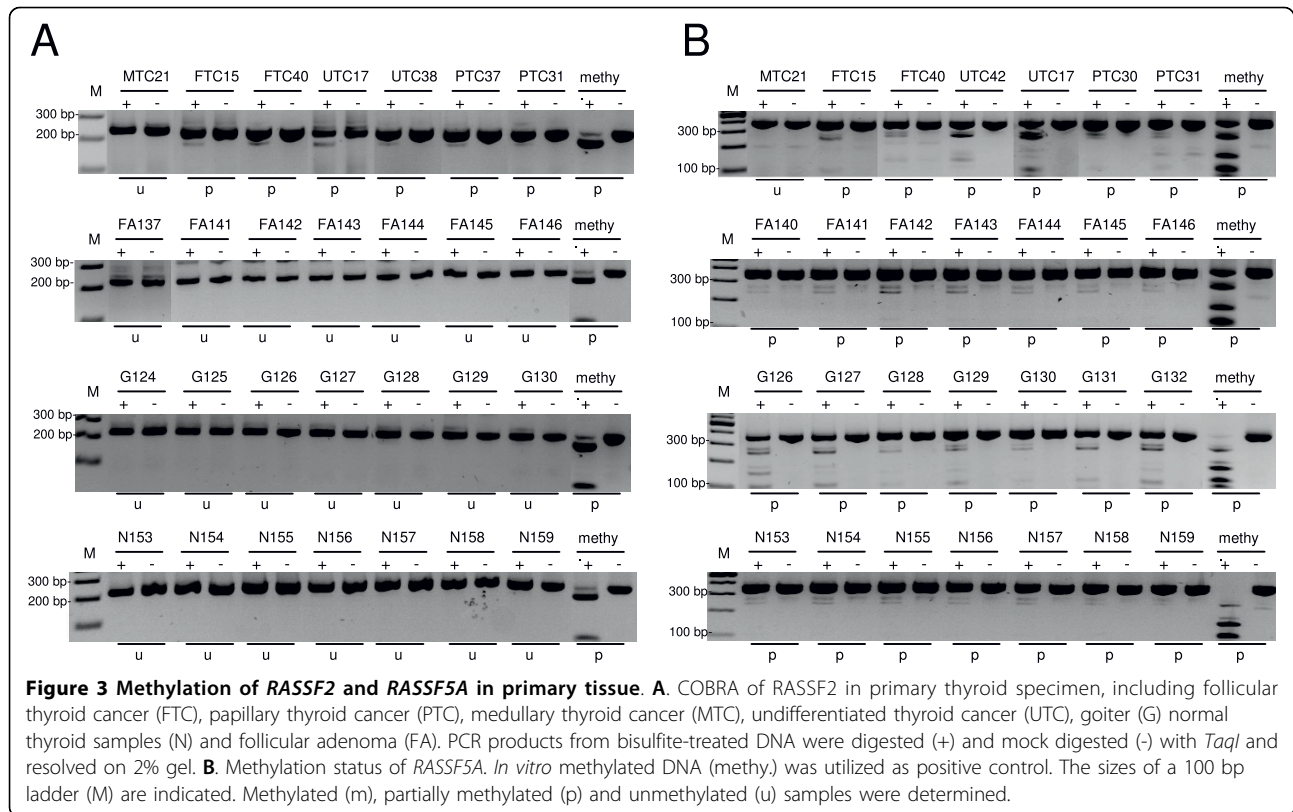 A
MTC21 FTC15 FTC40 UTC17 UTC38 PTC37 PTC31 methy
M + - + - + - + - + - + - + - + -
300 bp
200 bp
u p p p p p p p
FA137 FA141 FA142 FA143 FA144 FA145 FA146 methy
M + - + - + - + - + - + - + - + -
300 bp
200 bp
u u u u u u u p
G124 G125 G126 G127 G128 G129 G130 methy
M + - + - + - + - + - + - + - + -
300 bp
200 bp
u u u u u u u p
N153 N154 N155 N156 N157 N158 N159 methy
M + - + - + - + - + - + - + - + -
300 bp
200 bp
u u u u u u u p
B
MTC21 FTC15 FTC40 UTC42 UTC17 PTC30 PTC31 methy
M + - + - + - + - + - + - + - + -
300 bp
100 bp
u p p p p p p p
FA140 FA141 FA142 FA143 FA144 FA145 FA146 methy
M + - + - + - + - + - + - + - + -
300 bp
100 bp
p p p p p p p p
G126 G127 G128 G129 G130 G131 G132 methy
M + - + - + - + - + - + - + - + -
300 bp
100 bp
p p p p p p p p
N153 N154 N155 N156 N157 N158 N159 methy
M + - + - + - + - + - + - + - + -
300 bp
100 bp
p p p p p p p p
Figure 3 Methylation of RASSF2 and RASSF5A in primary tissue. A. COBRA of RASSF2 in primary thyroid specimen, including follicular
thyroid cancer (FTC), papillary thyroid cancer (PTC), medullary thyroid cancer (MTC), undifferentiated thyroid cancer (UTC), goiter (G) normal
thyroid samples (N) and follicular adenoma (FA). PCR products from bisulfite-treated DNA were digested (+) and mock digested (-) with TaqI and
resolved on 2% gel. B. Methylation status of RASSF5A. In vitro methylated DNA (methy.) was utilized as positive control. The sizes of a 100 bp
ladder (M) are indicated. Methylated (m), partially methylated (p) and unmethylated (u) samples were determined.